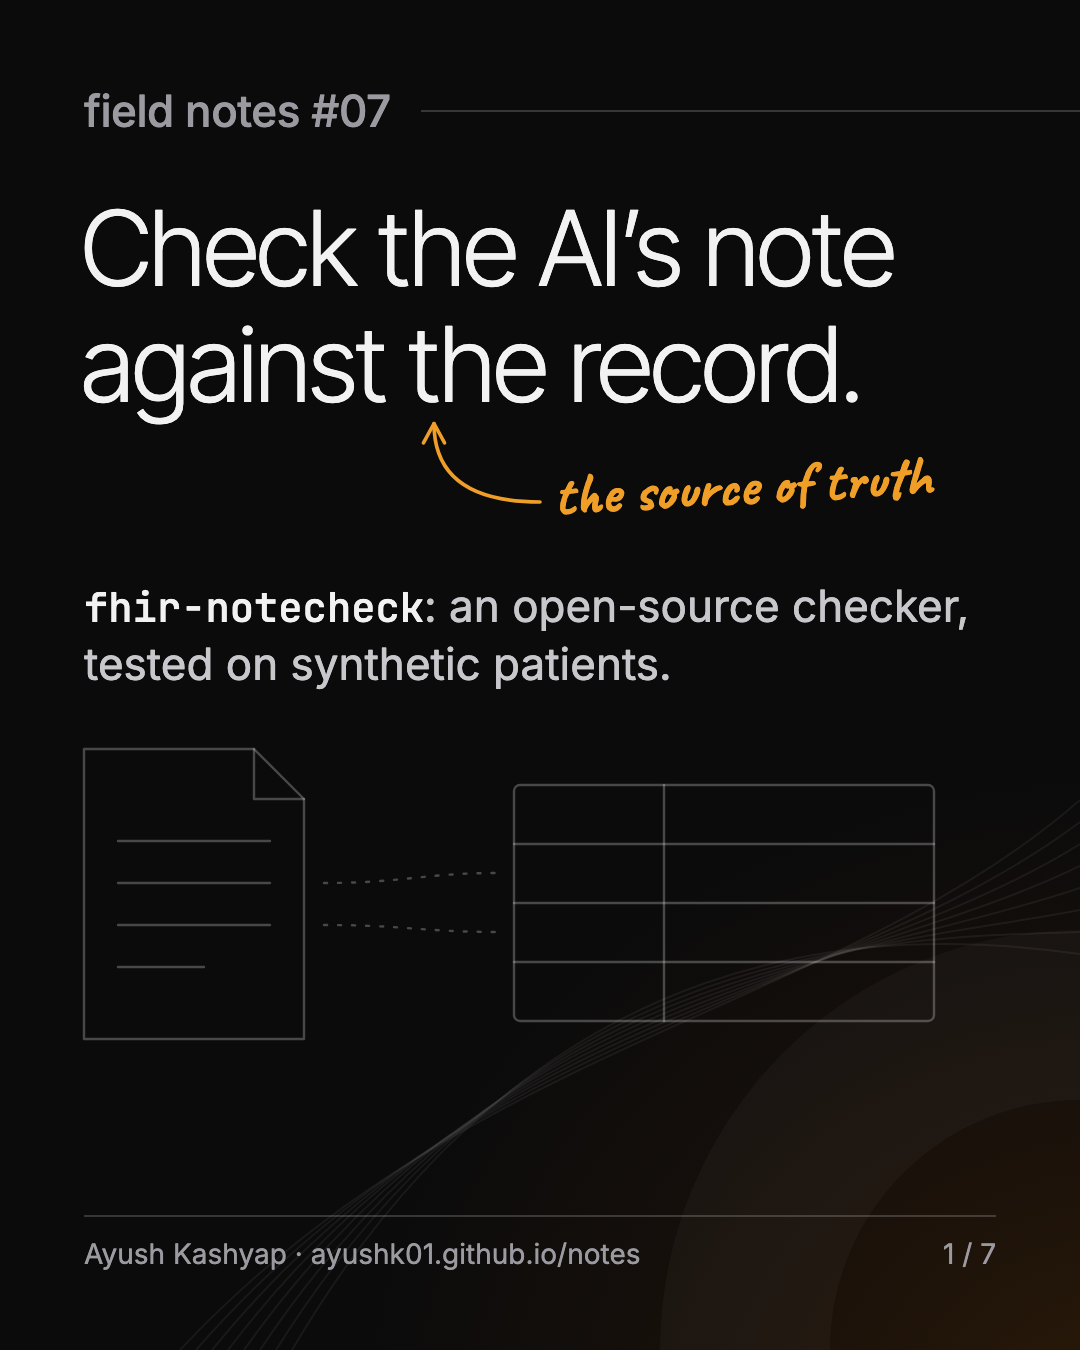 field notes #07
Check the AI’s note
against the record.
the source of truth
fhir-notecheck: an open-source checker,
tested on synthetic patients.
Ayush Kashyap · ayushk01.github.io/notes
1 / 7